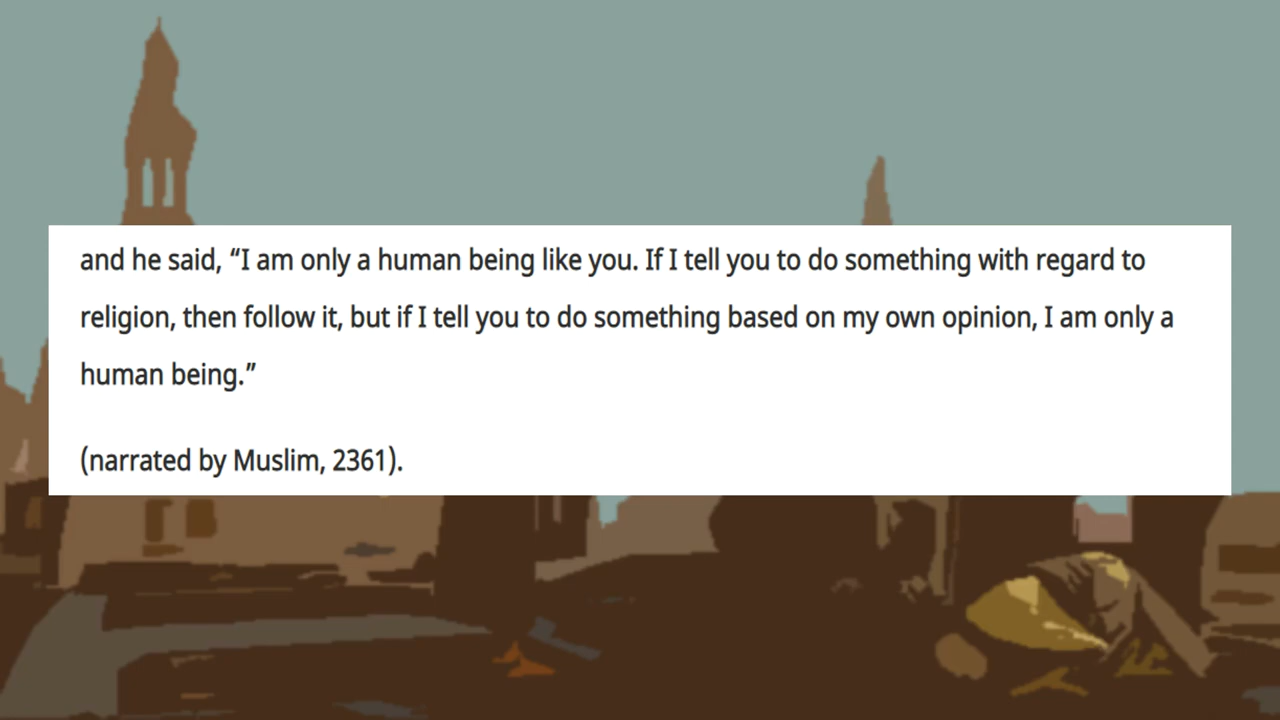 and he said, “I am only a human being like you. If I tell you to do something with regard to
religion, then follow it, but if I tell you to do something based on my own opinion, I am only a
human being.”
(narrated by Muslim, 2361).